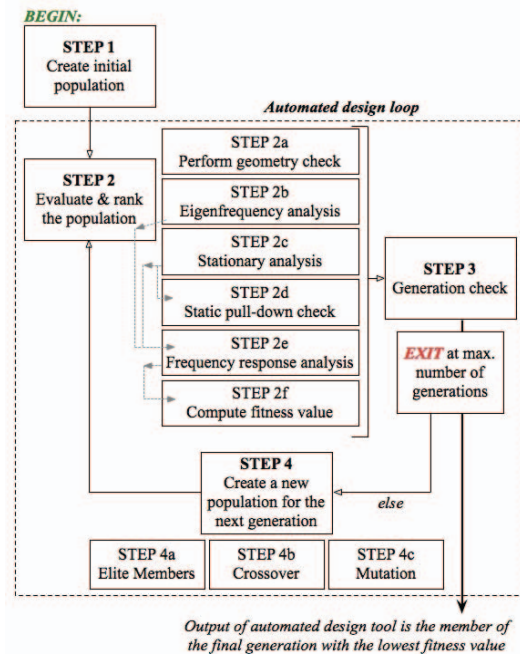 BEGIN:
STEP 1
Create initial
population
Automated design loop
STEP 2
Evaluate & rank
the population
STEP 2a
Perform geometry check
STEP 2b
Eigenfrequency analysis
STEP 2c
Stationary analysis
STEP 2d
Static pull-down check
STEP 2e
Frequency response analysis
STEP 2f
Compute fitness value
STEP 3
Generation check
EXIT at max.
number of
generations
STEP 4
Create a new
population for the
next generation
else
STEP 4a
Elite Members
STEP 4b
Crossover
STEP 4c
Mutation
Output of automated design tool is the member of
the final generation with the lowest fitness value